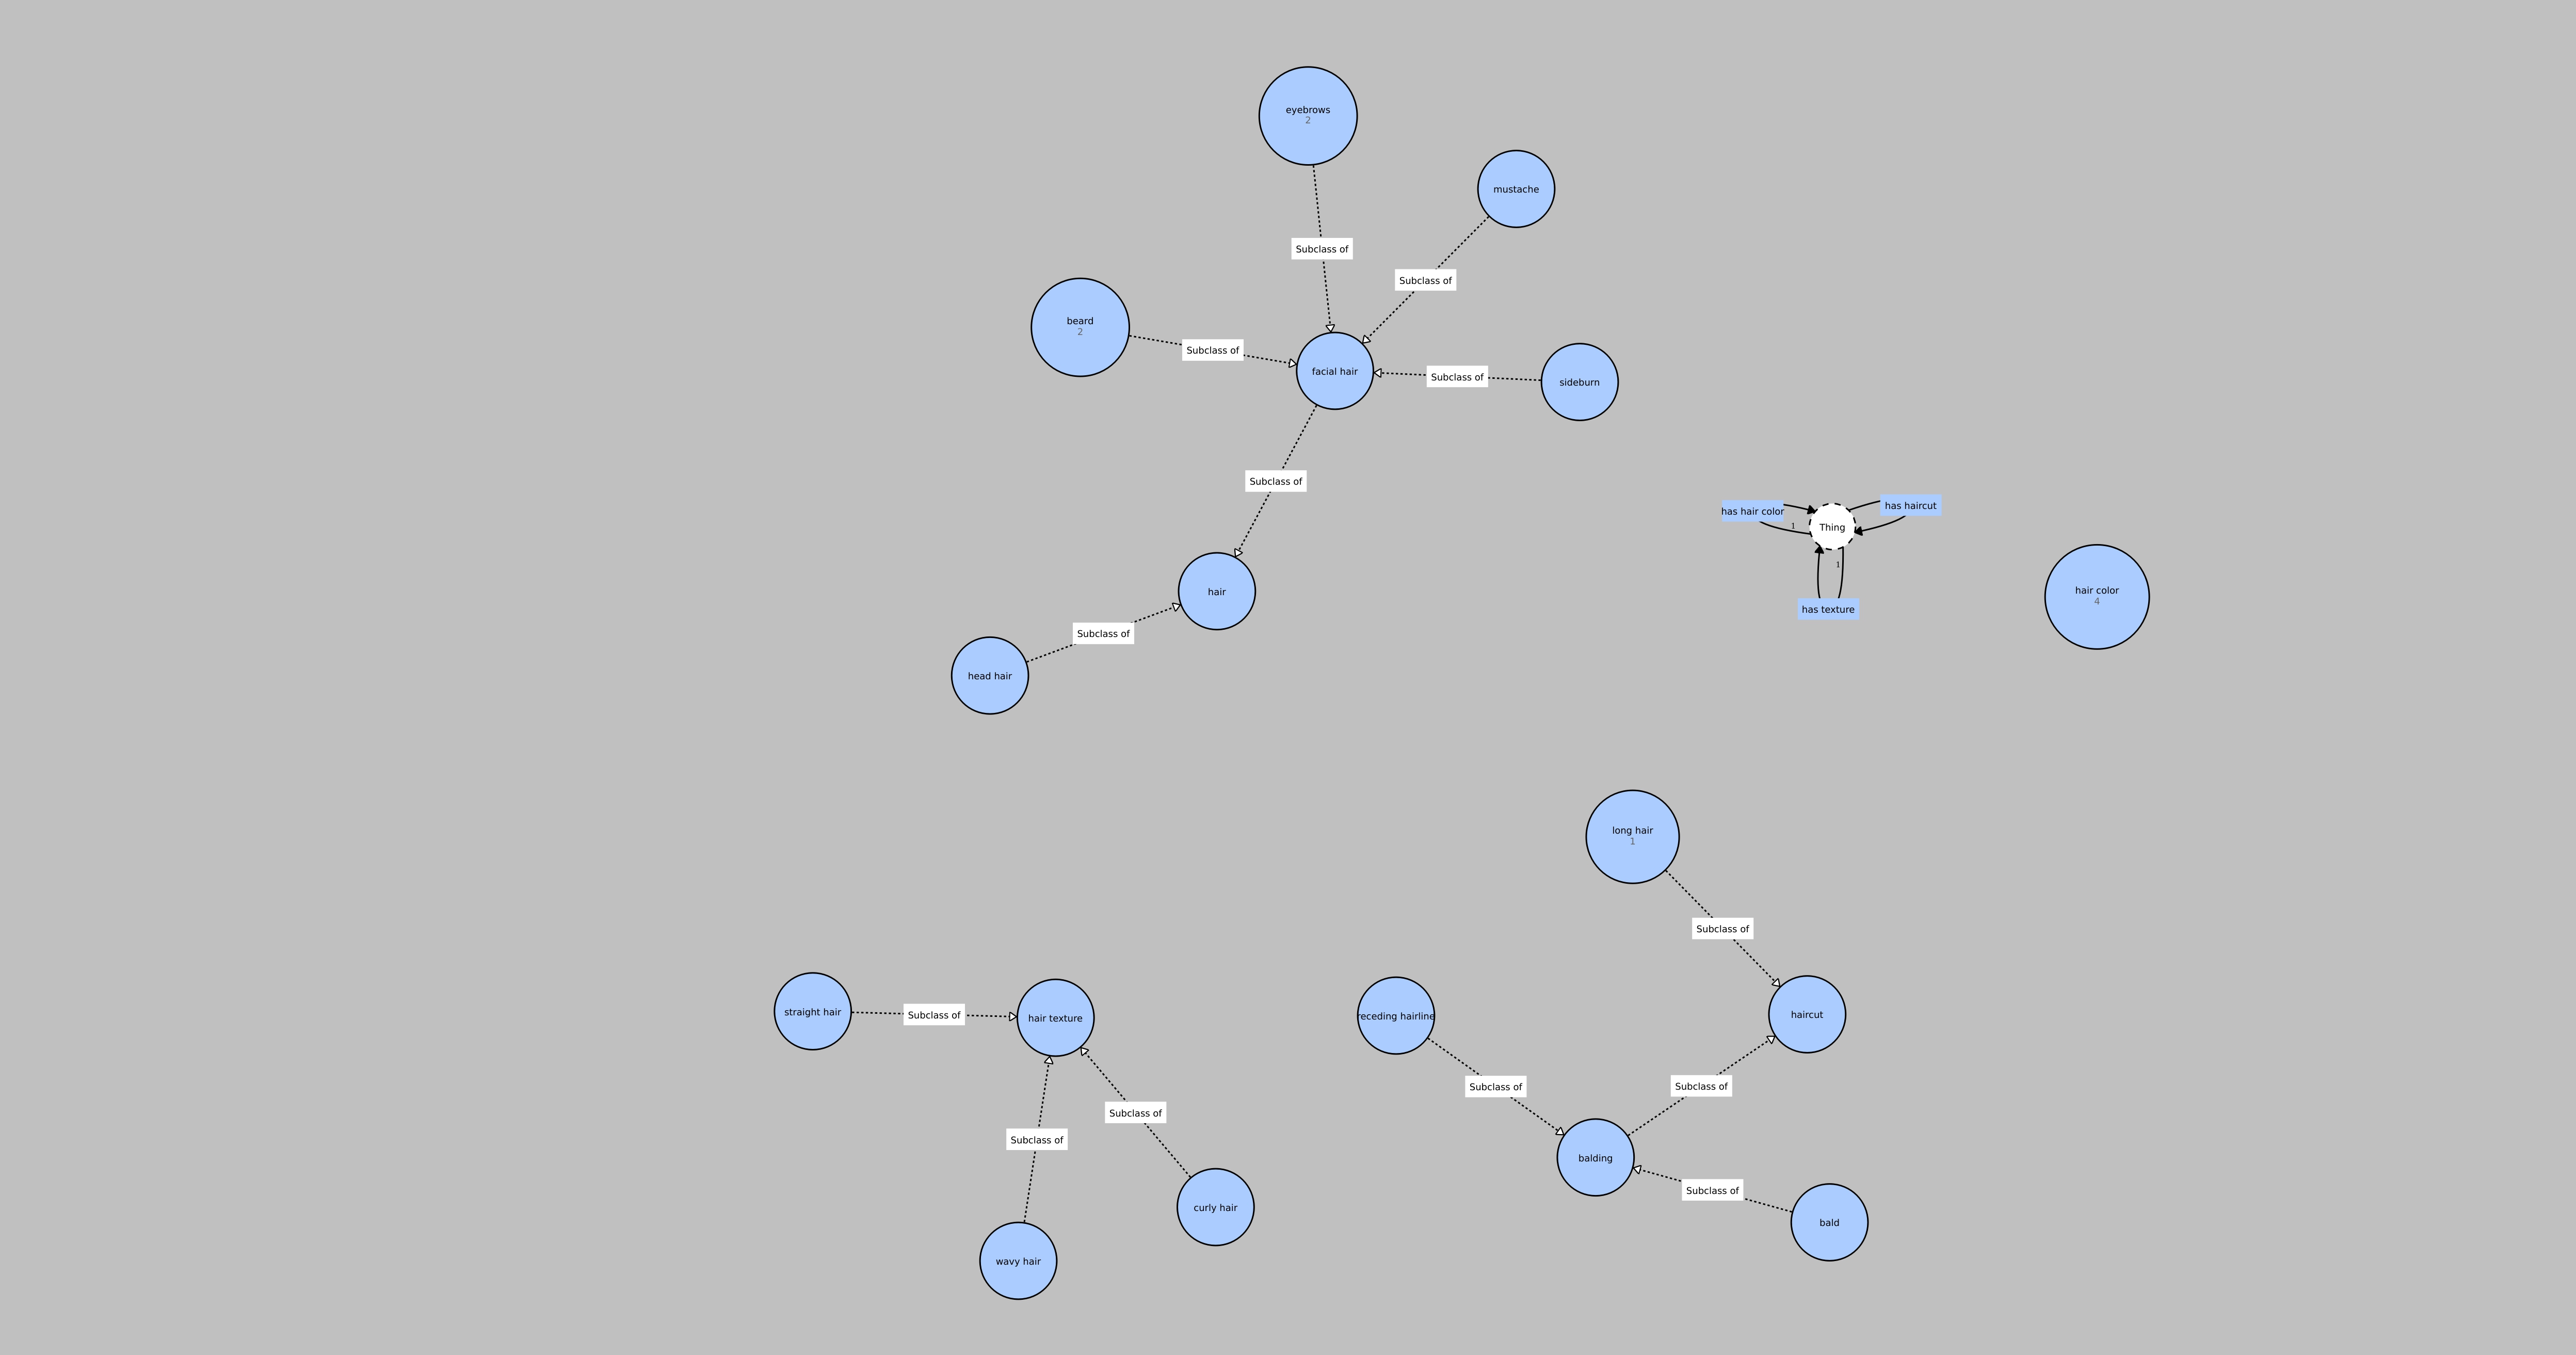 eyebrows
2
mustache
Subclass of
Subclass of
beard
2
Subclass of
facial hair
Subclass of
sideburn
Subclass of
has hair color
1
Thing
has haircut
1
has texture
hair
hair color
4
Subclass of
head hair
long hair
1
Subclass of
straight hair
Subclass of
hair texture
receding hairline
haircut
Subclass of
Subclass of
Subclass of
Subclass of
balding
Subclass of
curly hair
bald
wavy hair